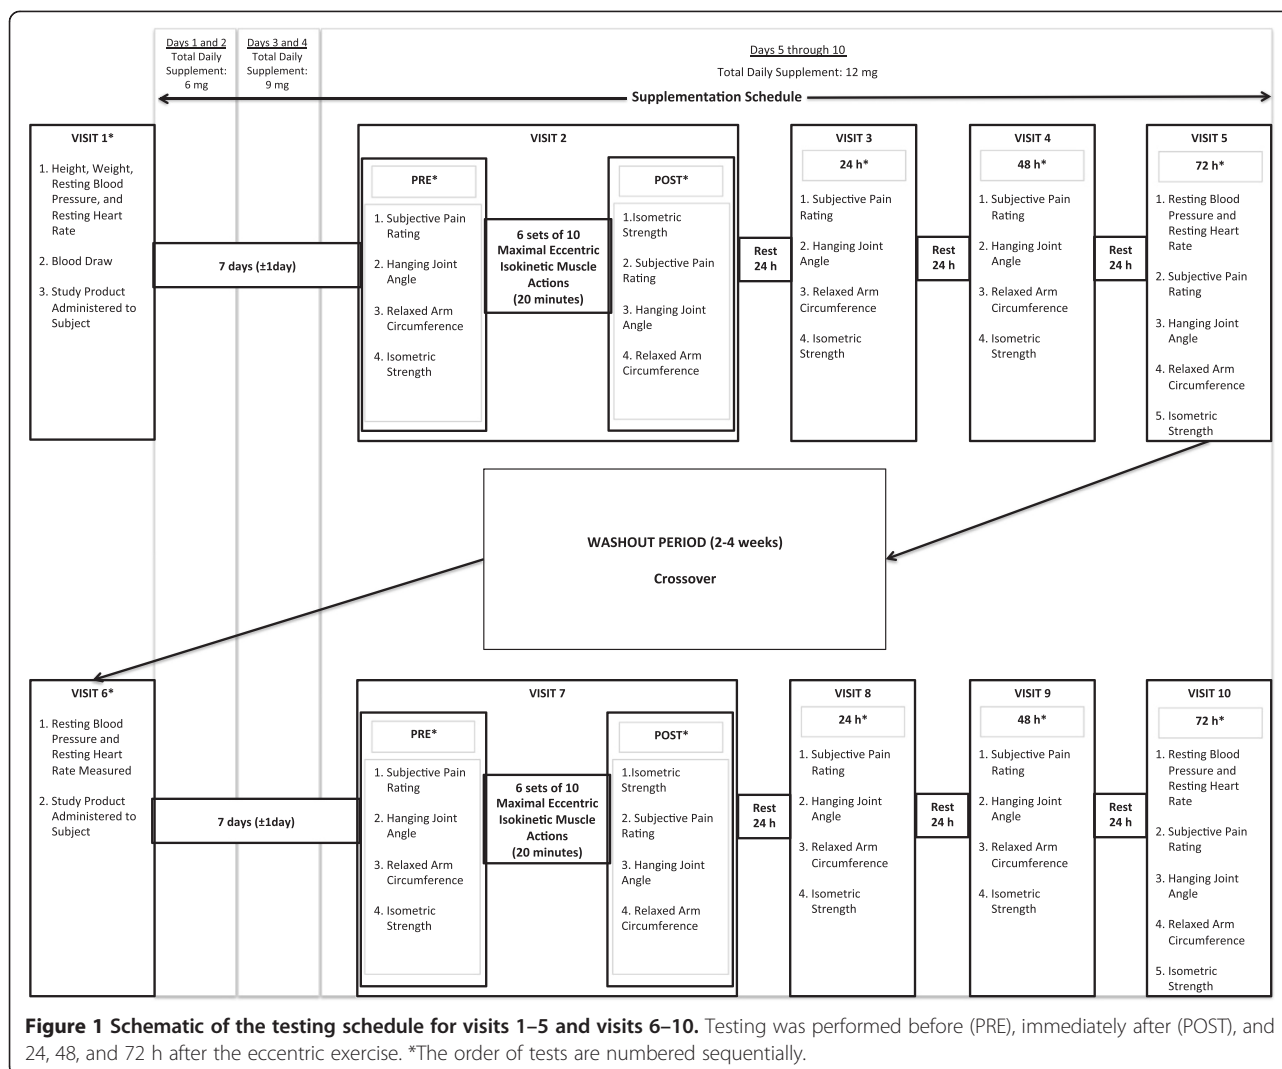 Days 1 and 2
Total Daily
Supplement:
6 mg
Days 3 and 4
Total Daily
Supplement:
9 mg
Days 5 through 10
Total Daily Supplement: 12 mg
Supplementation Schedule
VISIT 1*
1. Height, Weight,
Resting Blood
Pressure, and
Resting Heart
Rate
2. Blood Draw
3. Study Product
Administered to
Subject
7 days (±1day)
VISIT 2
PRE*
1. Subjective Pain
Rating
2. Hanging Joint
Angle
3. Relaxed Arm
Circumference
4. Isometric
Strength
6 sets of 10
Maximal Eccentric
Isokinetic Muscle
Actions
(20 minutes)
POST*
1.Isometric
Strength
2. Subjective Pain
Rating
3. Hanging Joint
Angle
4. Relaxed Arm
Circumference
Rest
24 h
VISIT 3
24 h*
1. Subjective Pain
Rating
2. Hanging Joint
Angle
3. Relaxed Arm
Circumference
4. Isometric
Strength
Rest
24 h
VISIT 4
48 h*
1. Subjective Pain
Rating
2. Hanging Joint
Angle
3. Relaxed Arm
Circumference
4. Isometric
Strength
Rest
24 h
VISIT 5
72 h*
1. Resting Blood
Pressure and
Resting Heart
Rate
2. Subjective Pain
Rating
3. Hanging Joint
Angle
4. Relaxed Arm
Circumference
5. Isometric
Strength
WASHOUT PERIOD (2-4 weeks)
Crossover
VISIT 6*
1. Resting Blood
Pressure and
Resting Heart
Rate Measured
2. Study Product
Administered to
Subject
7 days (±1day)
VISIT 7
PRE*
1. Subjective Pain
Rating
2. Hanging Joint
Angle
3. Relaxed Arm
Circumference
4. Isometric
Strength
6 sets of 10
Maximal Eccentric
Isokinetic Muscle
Actions
(20 minutes)
POST*
1.Isometric
Strength
2. Subjective Pain
Rating
3. Hanging Joint
Angle
4. Relaxed Arm
Circumference
Rest
24 h
VISIT 8
24 h*
1. Subjective Pain
Rating
2. Hanging Joint
Angle
3. Relaxed Arm
Circumference
4. Isometric
Strength
Rest
24 h
VISIT 9
48 h*
1. Subjective Pain
Rating
2. Hanging Joint
Angle
3. Relaxed Arm
Circumference
4. Isometric
Strength
Rest
24 h
VISIT 10
72 h*
1. Resting Blood
Pressure and
Resting Heart
Rate
2. Subjective Pain
Rating
3. Hanging Joint
Angle
4. Relaxed Arm
Circumference
5. Isometric
Strength
Figure 1 Schematic of the testing schedule for visits 1–5 and visits 6–10. Testing was performed before (PRE), immediately after (POST), and
24, 48, and 72 h after the eccentric exercise. *The order of tests are numbered sequentially.